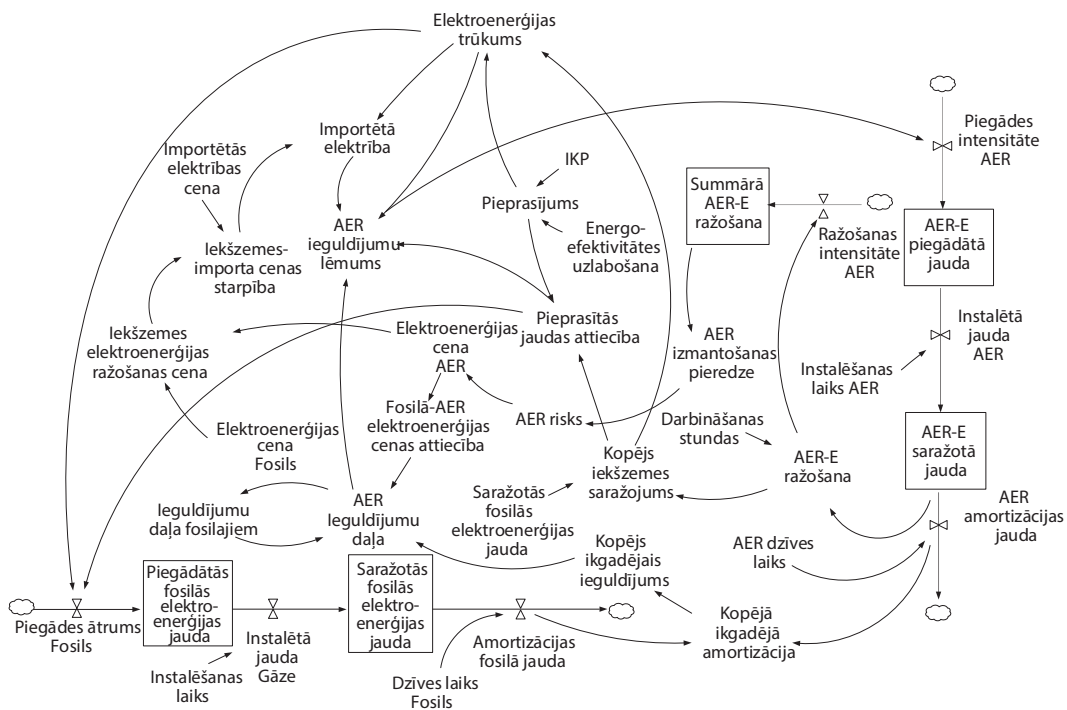 Elektroenerģijas
trūkums
Importētā
elektrība
Importētās
elektrības
cena
IKP
Pieprasījums
Summārā
AER-E
ražošana
Piegādes
intensitāte
AER
AER
ieguldījumu
lēmums
Energo-
efektivitātes
uzlabošana
Ražošanas
intensitāte
AER
AER-E
piegādātā
jauda
Iekšzemes-
importa cenas
starpība
Iekšzemes
elektroenerģijas
ražošanas cena
Elektroenerģijas
cena
AER
Pieprasītās
jaudas attiecība
AER
izmantošanas
pieredze
Instalētā
jauda
AER
Instalēšanas
laiks AER
Fosilā-AER
elektroenerģijas
cenas attiecība
AER risks
Darbināšanas
stundas
Elektroenerģijas
cena
Fosils
Kopējs
iekšzemes
saražojums
AER-E
ražošana
AER-E
saražotā
jauda
Ieguldījumu
daļa fosilajiem
AER
Ieguldījumu
daļa
Saražotās
fosilās
elektroenerģijas
jauda
AER
amortizācijas
jauda
Kopējs
ikgadējais
ieguldījums
AER dzīves
laiks
Piegādātās
fosilās
elektro-
enerģijas
jauda
Saražotās
fosilās
elektro-
enerģijas
jauda
Piegādes ātrums
Fosils
Instalētā
jauda
Gāze
Amortizācijas
fosilā jauda
Kopējā
ikgadējā
amortizācija
Instalēšanas
laiks
Dzīves laiks
Fosils